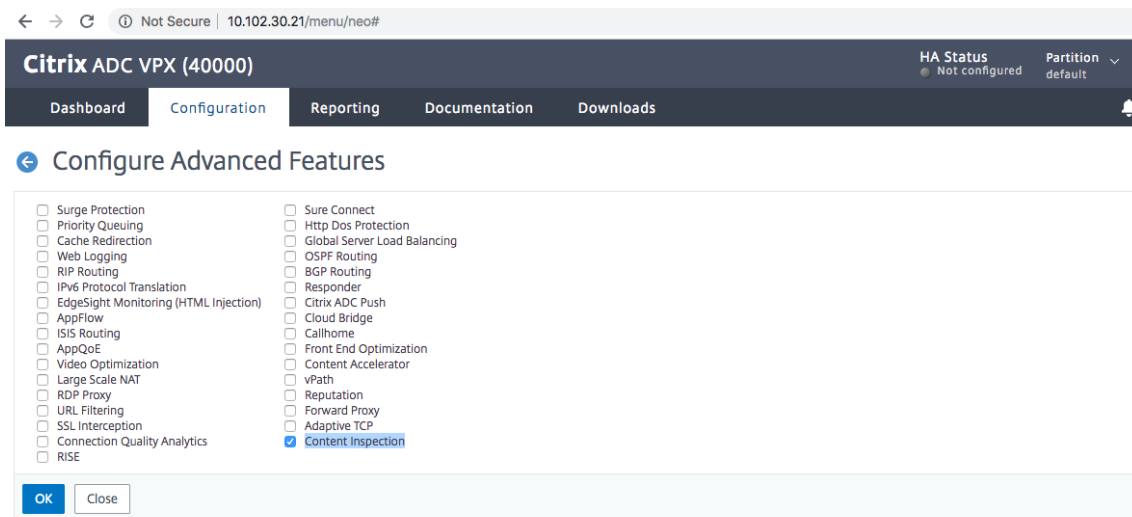 Not Secure | 10.102.30.21/menu/neo#
Citrix ADC VPX (40000)
HA Status
Not configured
Partition
default
Dashboard
Configuration
Reporting
Documentation
Downloads
Configure Advanced Features
Surge Protection
Priority Queuing
Cache Redirection
Web Logging
RIP Routing
IPv6 Protocol Translation
EdgeSight Monitoring (HTML Injection)
AppFlow
ISIS Routing
AppQoE
Video Optimization
Large Scale NAT
RDP Proxy
URL Filtering
SSL Interception
Connection Quality Analytics
RISE
Sure Connect
Http Dos Protection
Global Server Load Balancing
OSPF Routing
BGP Routing
Responder
Citrix ADC Push
Cloud Bridge
Callhome
Front End Optimization
Content Accelerator
vPath
Reputation
Forward Proxy
Adaptive TCP
Content Inspection
OK
Close